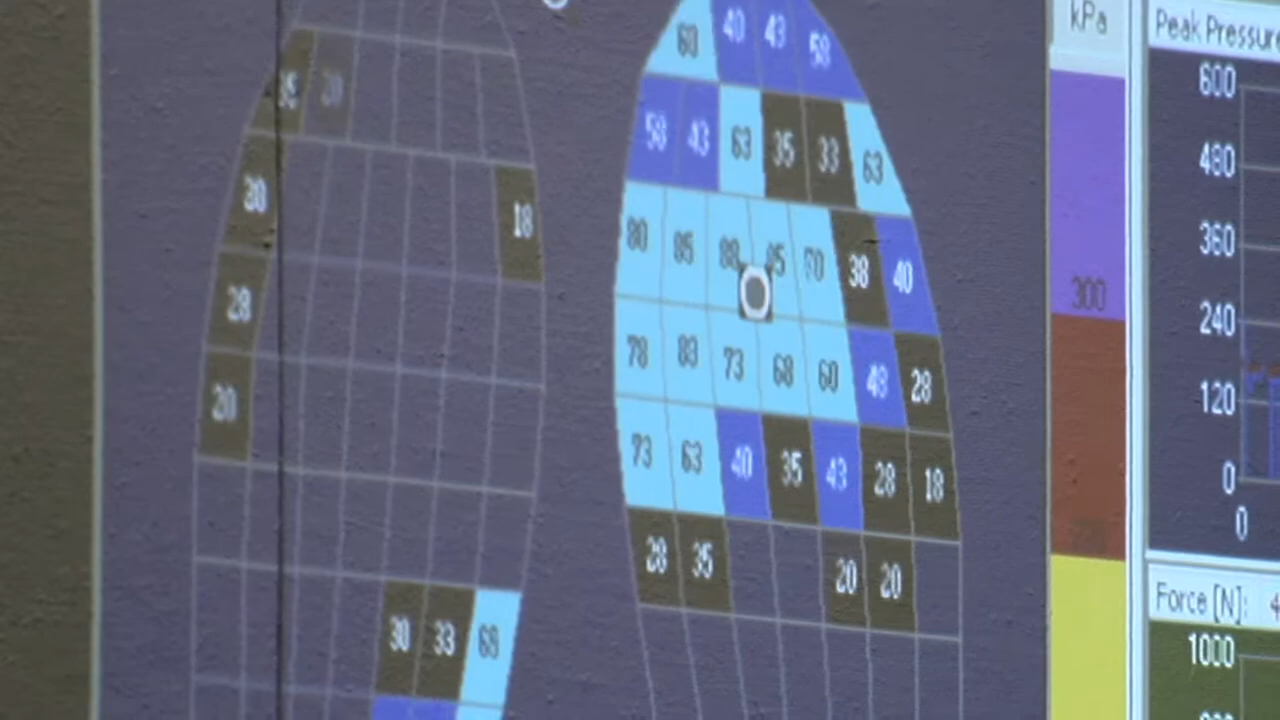 60 40 43 58
35 20
58 43 63 35 33 63
30 18
80 85 88 70 38 40
28
78 83 73 68 60 48 28
20
73 63 40 35 43 28 18
28 35 20 20
30 33 68
kPa
300
Peak Pressure
600
480
360
240
120
0
0
Force [N]:
1000